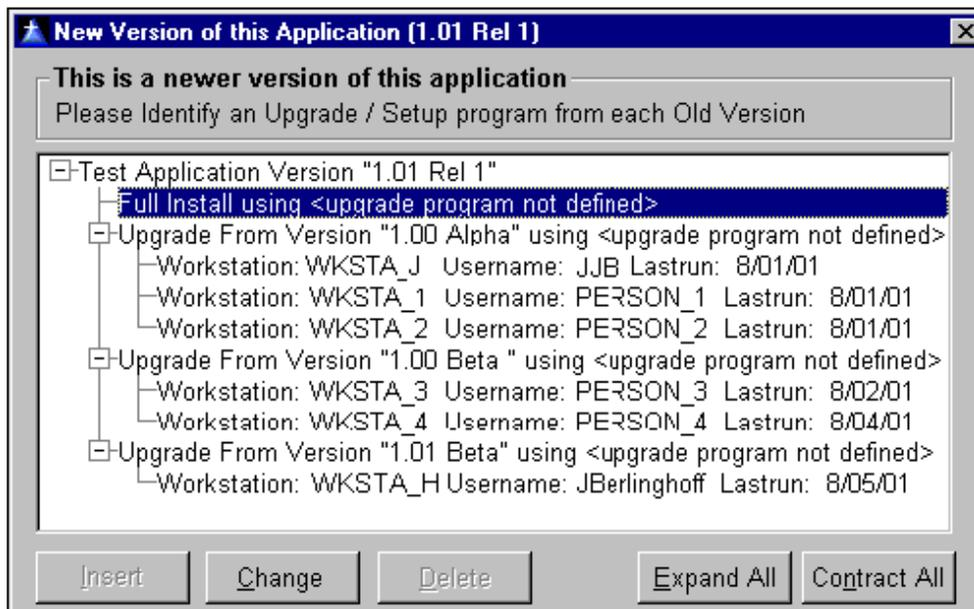 New Version of this Application (1.01 Rel 1)
This is a newer version of this application
Please Identify an Upgrade / Setup program from each Old Version
Test Application Version "1.01 Rel 1"
Full Install using <upgrade program not defined>
Upgrade From Version "1.00 Alpha" using <upgrade program not defined>
Workstation: WKSTA_J Username: JJB Lastrun: 8/01/01
Workstation: WKSTA_1 Username: PERSON_1 Lastrun: 8/01/01
Workstation: WKSTA_2 Username: PERSON_2 Lastrun: 8/01/01
Upgrade From Version "1.00 Beta " using <upgrade program not defined>
Workstation: WKSTA_3 Username: PERSON_3 Lastrun: 8/02/01
Workstation: WKSTA_4 Username: PERSON_4 Lastrun: 8/04/01
Upgrade From Version "1.01 Beta" using <upgrade program not defined>
Workstation: WKSTA_H Username: JBerlinghoff Lastrun: 8/05/01
Insert Change Delete Expand All Contract All